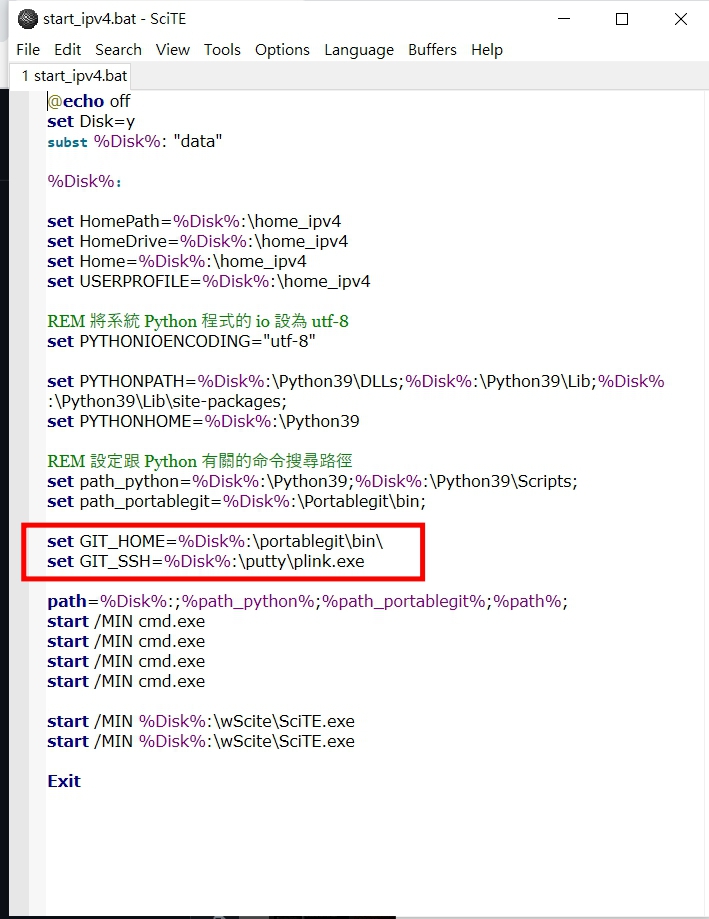 start_ipv4.bat - SciTE
File Edit Search View Tools Options Language Buffers Help
1 start_ipv4.bat
@echo off
set Disk=y
subst %Disk%: "data"
%Disk%:
set HomePath=%Disk%:\home_ipv4
set HomeDrive=%Disk%:\home_ipv4
set Home=%Disk%:\home_ipv4
set USERPROFILE=%Disk%:\home_ipv4
REM 將系統 Python 程式的 io 設為 utf-8
set PYTHONIOENCODING="utf-8"
set PYTHONPATH=%Disk%:\Python39\DLLs;%Disk%:\Python39\Lib;%Disk%
:\Python39\Lib\site-packages;
set PYTHONHOME=%Disk%:\Python39
REM 設定跟 Python 有關的命令搜尋路徑
set path_python=%Disk%:\Python39;%Disk%:\Python39\Scripts;
set path_portablegit=%Disk%:\Portablegit\bin;
set GIT_HOME=%Disk%:\portablegit\bin\
set GIT_SSH=%Disk%:\putty\plink.exe
path=%Disk%:;%path_python%;%path_portablegit%;%path%;
start /MIN cmd.exe
start /MIN cmd.exe
start /MIN cmd.exe
start /MIN cmd.exe
start /MIN %Disk%:\wScite\SciTE.exe
start /MIN %Disk%:\wScite\SciTE.exe
Exit